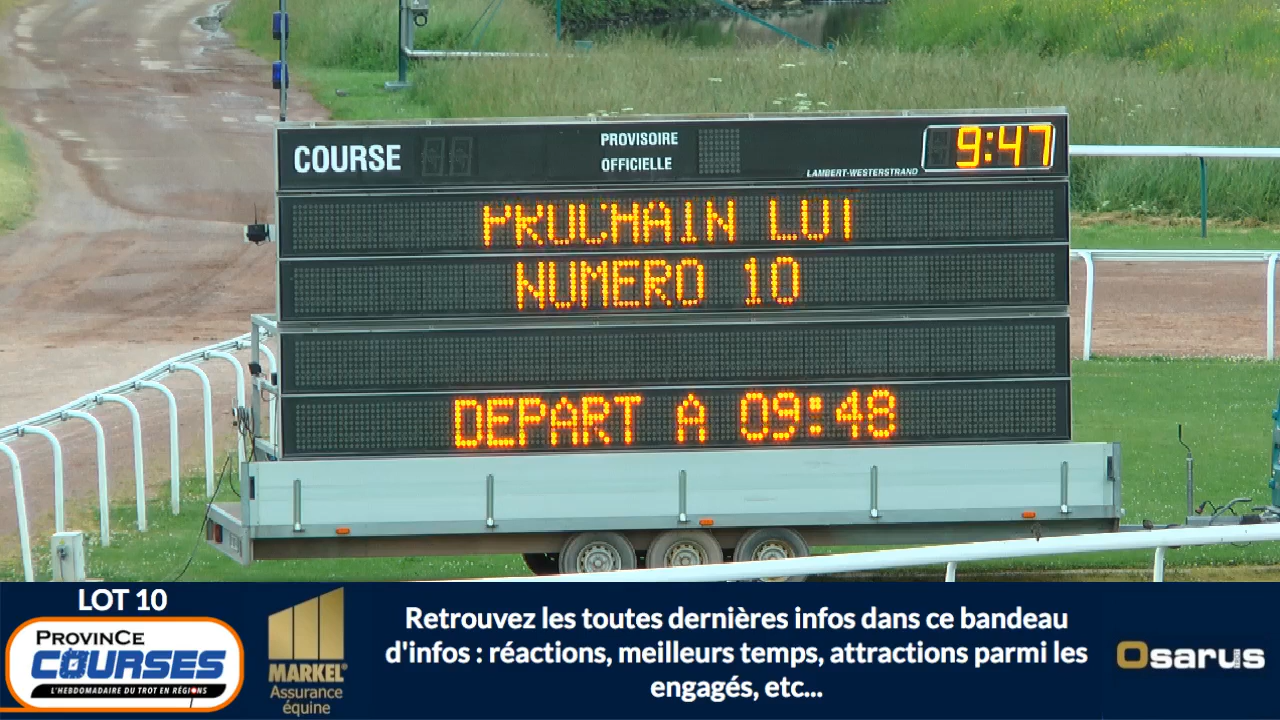 COURSE
PROVISOIRE
OFFICIELLE
9:47
LAMBERT-WESTERSTRAND
PROCHAIN LOT
NUMERO 10
DEPART A 09:48
LOT 10
PROVINCE
COURSES
L'HEBDOMADAIRE DU TROT EN RÉGIONS
MARKEL®
Assurance
équine
Retrouvez les toutes dernières infos dans ce bandeau
d'infos : réactions, meilleurs temps, attractions parmi les
engagés, etc...
Osarus